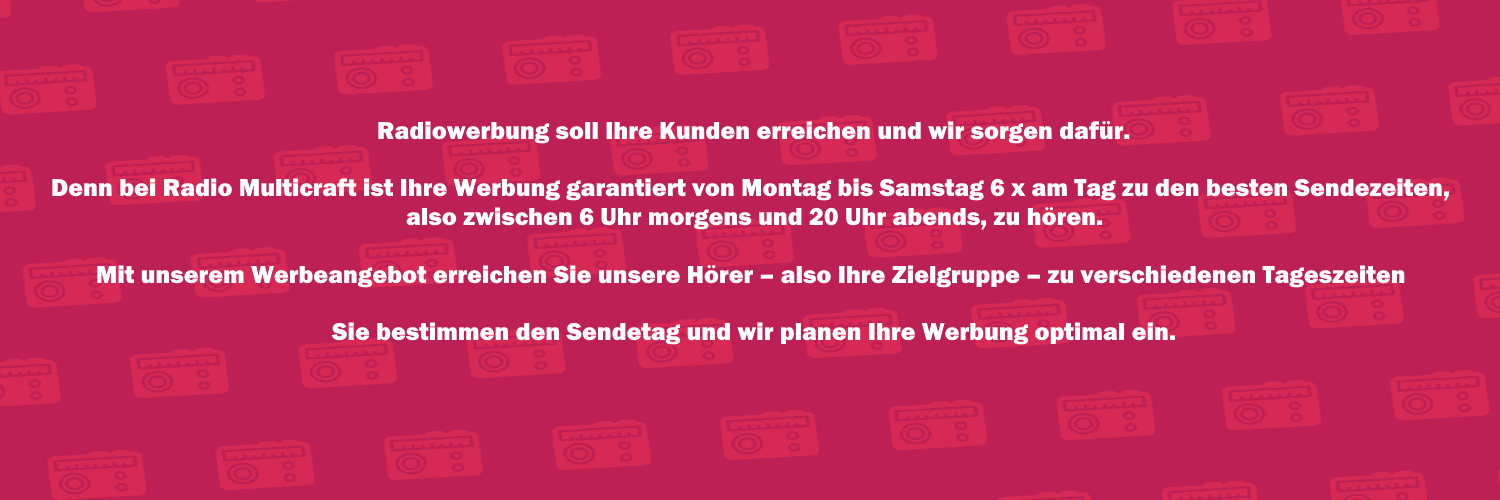 Radiowerbung soll Ihre Kunden erreichen und wir sorgen dafür.
Denn bei Radio Multicraft ist Ihre Werbung garantiert von Montag bis Samstag 6 x am Tag zu den besten Sendezeiten,
also zwischen 6 Uhr morgens und 20 Uhr abends, zu hören.
Mit unserem Werbeangebot erreichen Sie unsere Hörer – also Ihre Zielgruppe – zu verschiedenen Tageszeiten
Sie bestimmen den Sendetag und wir planen Ihre Werbung optimal ein.